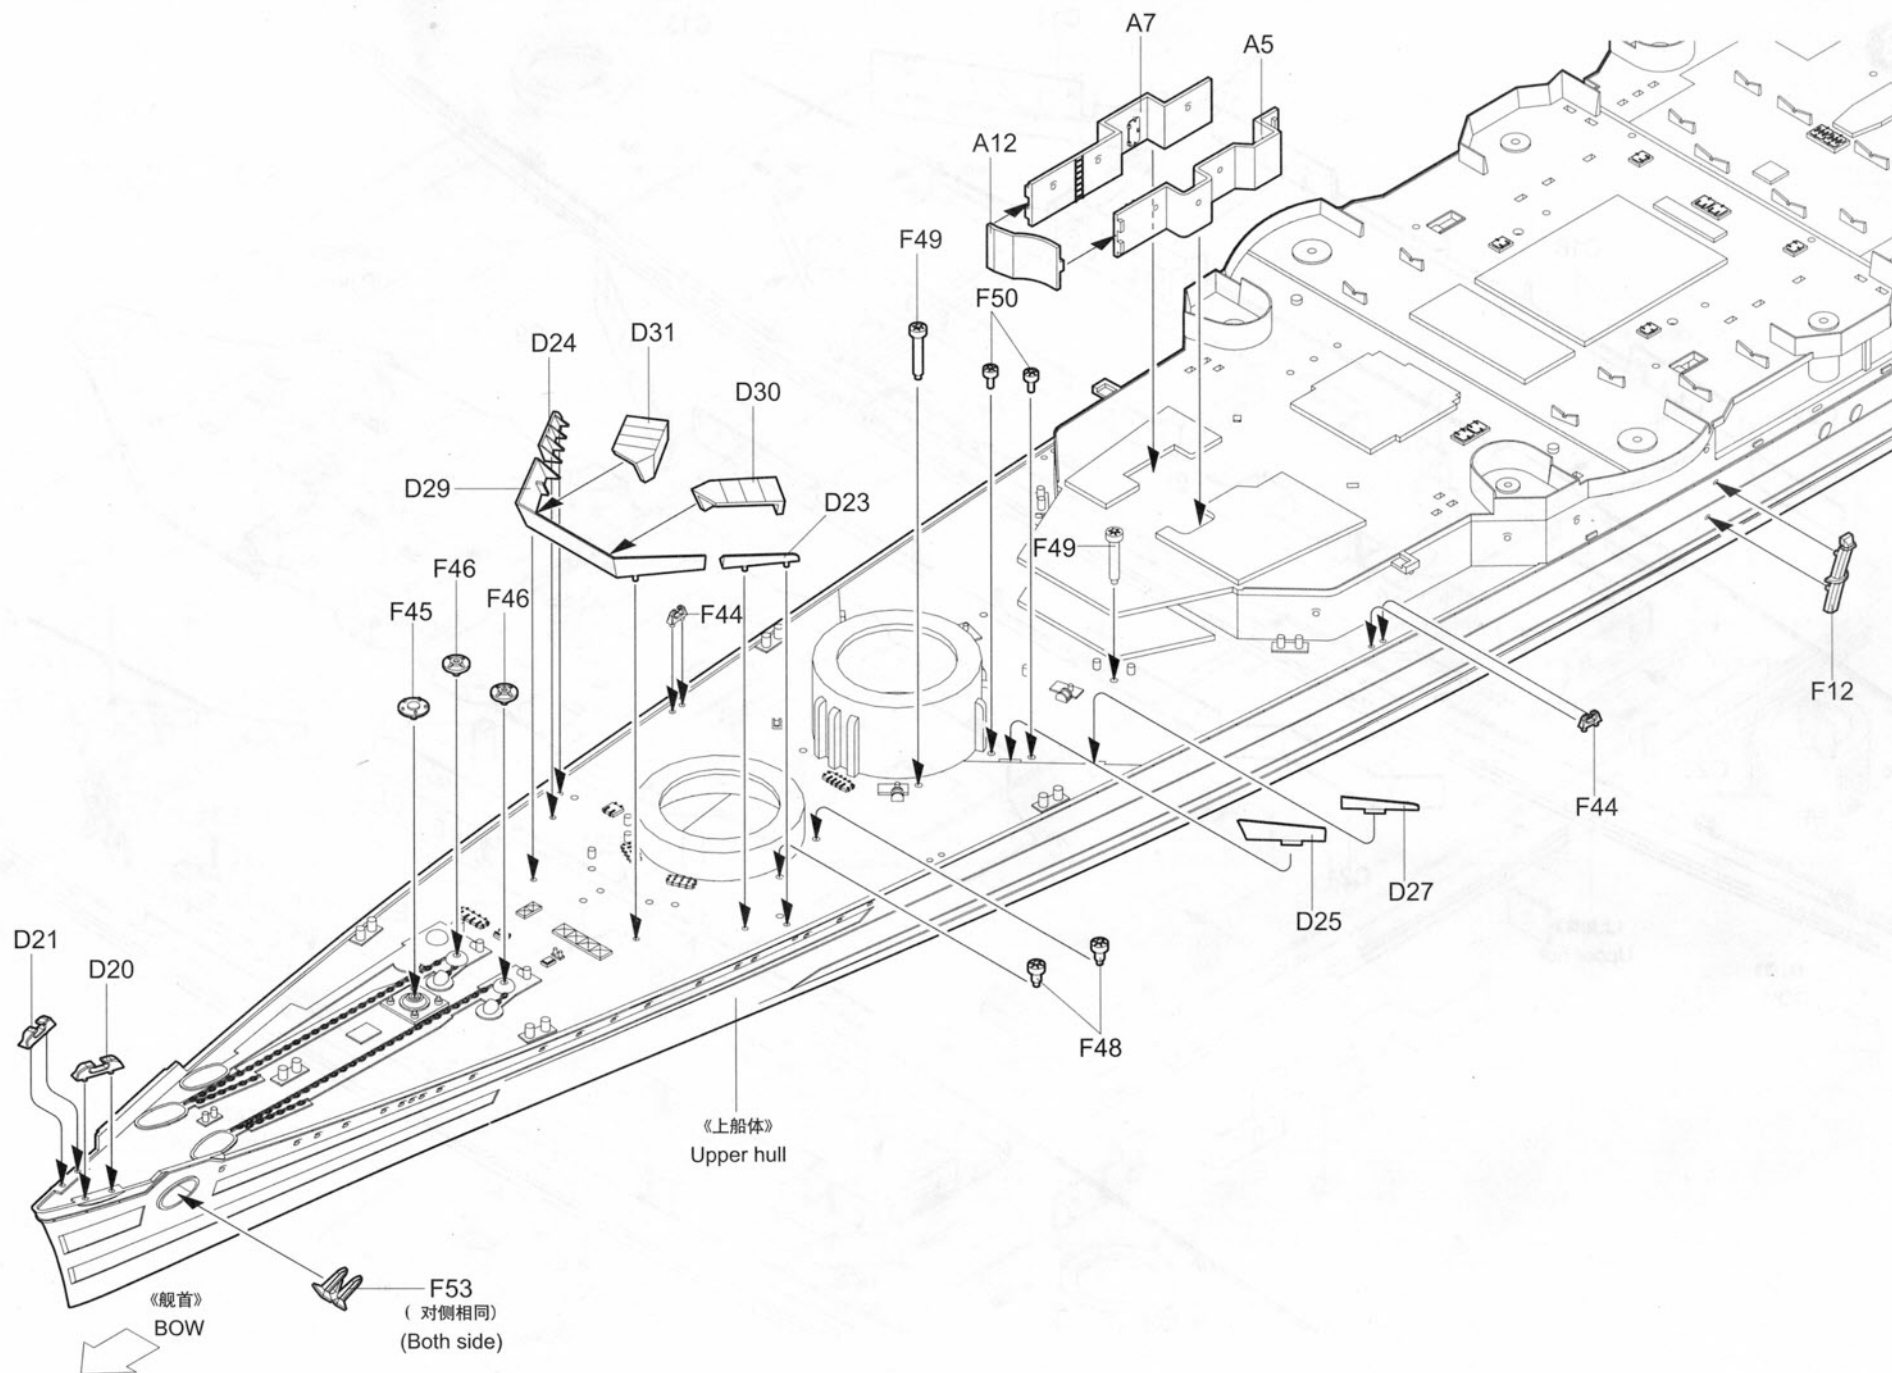 A7
A5
A12
F49
F50
D24
D31
D30
D29
D23
F49
F46
F46
F44
F45
F12
F44
D27
D25
D21
D20
F48
《上船体》
Upper hull
F53
( 对侧相同)
(Both side)
《舰首》
BOW